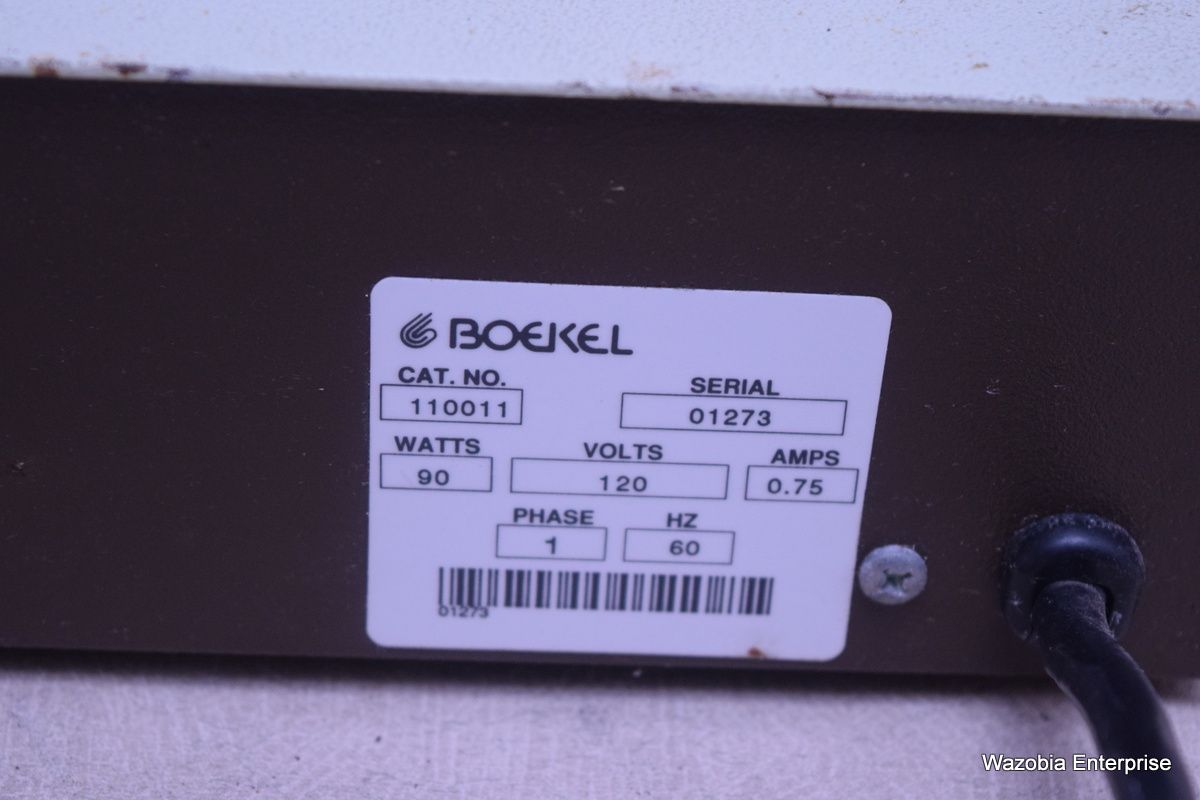 BOEKEL
CAT. NO. SERIAL
110011 01273
WATTS VOLTS AMPS
90 120 0.75
PHASE HZ
1 60
01273
Wazobia Enterprise